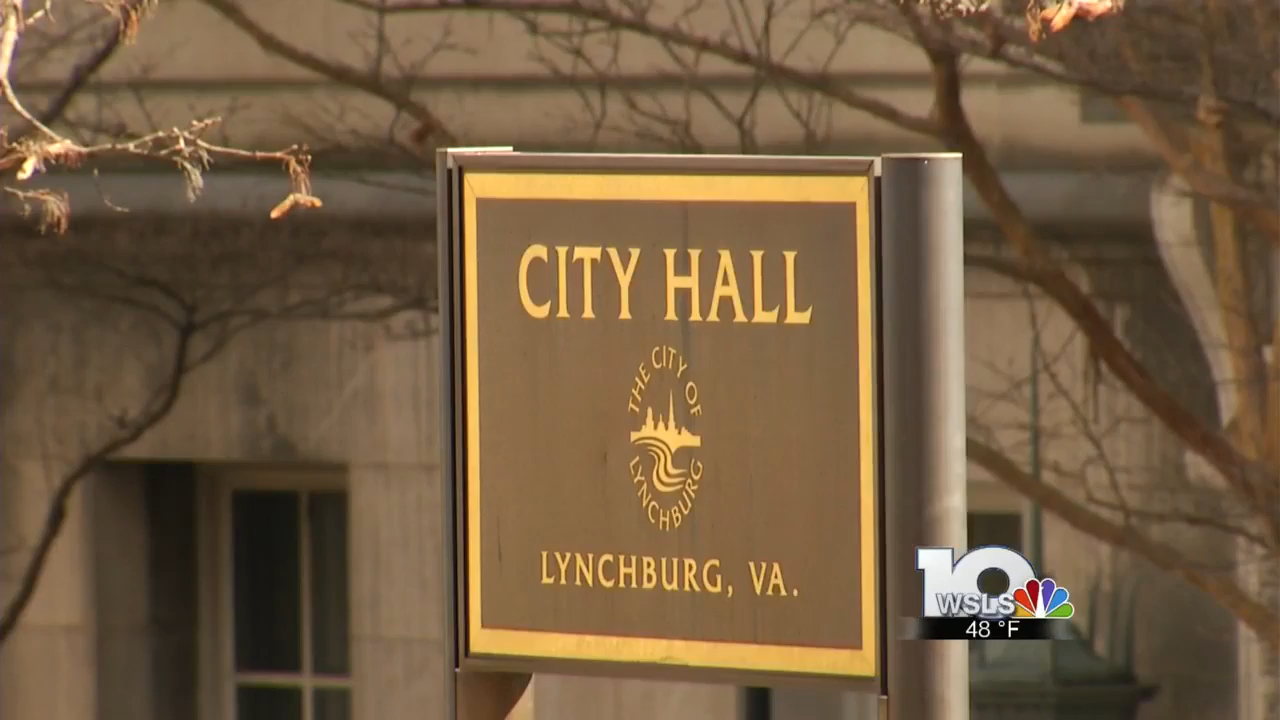 CITY HALL
THE CITY OF
LYNCHBURG
LYNCHBURG, VA.
10
WSLS
48 °F